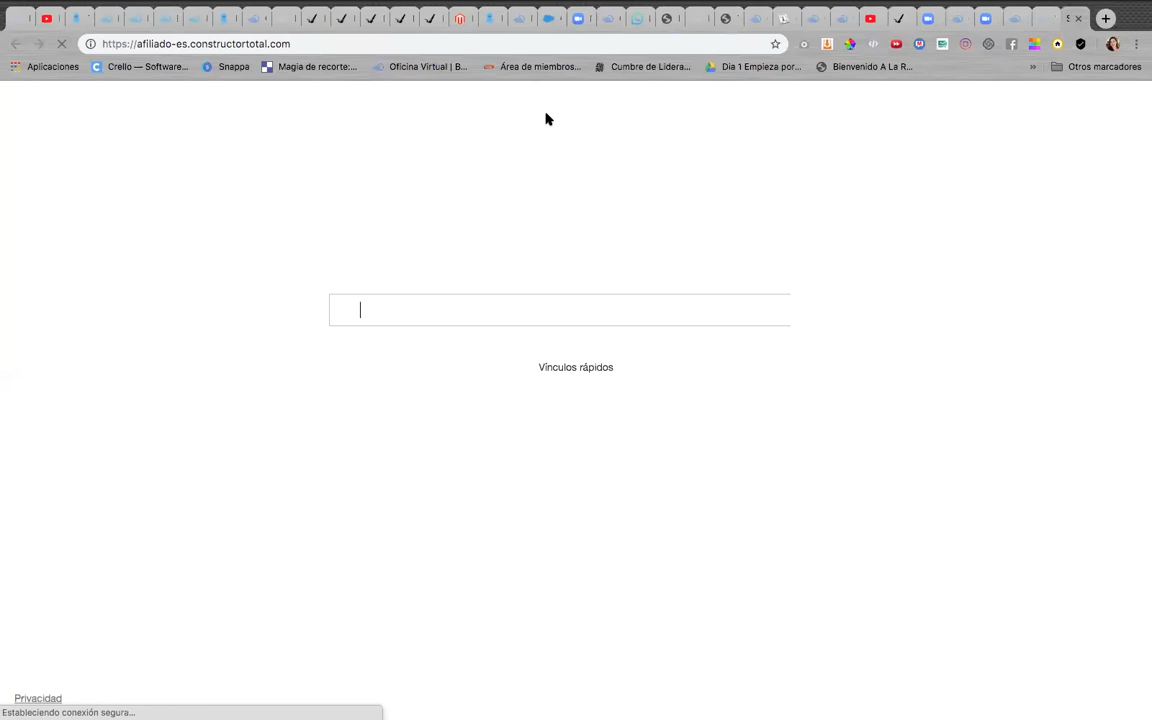 https://afiliado-es.constructortotal.com
Aplicaciones Crello — Software... Snappa Magia de recorte:... Oficina Virtual | B... Área de miembros... Cumbre de Lidera... Dia 1 Empieza por... Bienvenido A La R... » Otros marcadores
Vínculos rápidos
Privacidad
Estableciendo conexión segura...